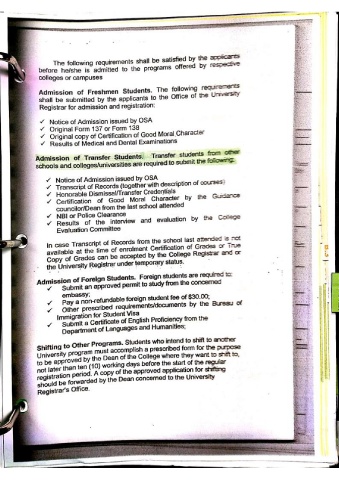 The following requirements shall be satisfied by the applicants
before he/she is admitted to the programs offered by respective
colleges or campuses
Admission of Freshmen Students. The following requirements
shall be submitted by the applicants to the Office of the University
Registrar for admission and registration:
✓ Notice of Admission issued by OSA
✓ Original Form 137 or Form 138
✓ Original copy of Certification of Good Moral Character
✓ Results of Medical and Dental Examinations
Admission of Transfer Students. Transfer students from other
schools and colleges/universities are required to submit the following:
✓ Notice of Admission issued by OSA
✓ Transcript of Records (together with description of courses)
✓ Honorable Dismissal/Transfer Credentials
✓ Certification of Good Moral Character by the Guidance
councilor/Dean from the last school attended
✓ NBI or Police Clearance
✓ Results of the interview and evaluation by the College
Evaluation Committee
In case Transcript of Records from the school last attended is not
available at the time of enrolment Certification of Grades or True
Copy of Grades can be accepted by the College Registrar and or
the University Registrar under temporary status.
Admission of Foreign Students. Foreign students are required to:
✓ Submit an approved permit to study from the concerned
embassy;
✓ Pay a non-refundable foreign student fee of $30.00;
✓ Other prescribed requirements/documents by the Bureau of
Immigration for Student Visa
✓ Submit a Certificate of English Proficiency from the
Department of Languages and Humanities;
Shifting to Other Programs. Students who intend to shift to another
University program must accomplish a prescribed form for the purpose
to be approved by the Dean of the College where they want to shift to,
not later than ten (10) working days before the start of the regular
registration period. A copy of the approved application for shifting
should be forwarded by the Dean concerned to the University
Registrar's Office.